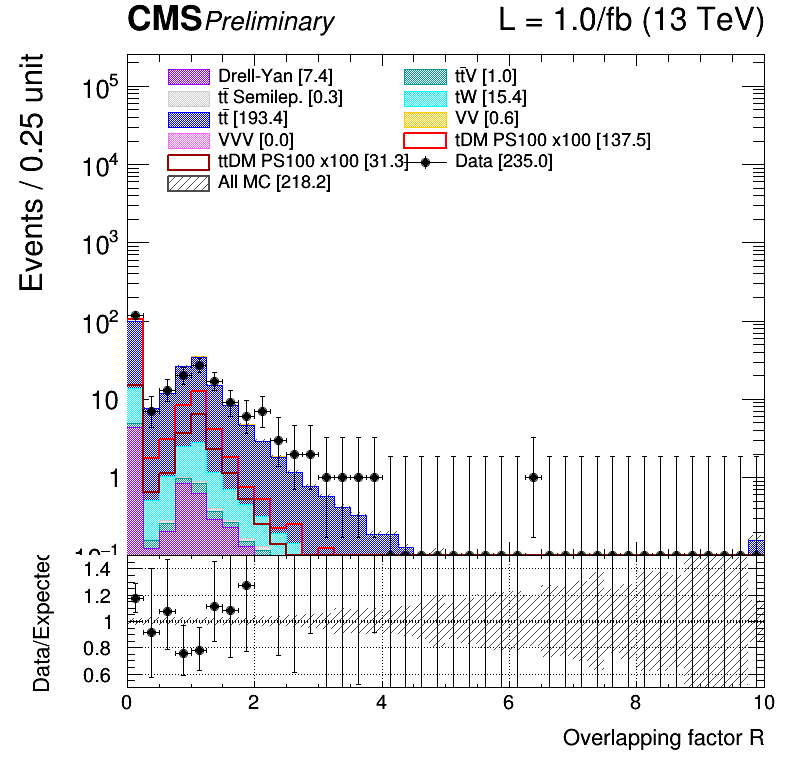 CMS Preliminary L = 1.0/fb (13 TeV)
Events / 0.25 unit
10⁵
10⁴
10³
10²
10
1
10⁻¹
Drell-Yan [7.4]
tt̄V [1.0]
tt̄ Semilep. [0.3]
tW [15.4]
tt̄ [193.4]
VV [0.6]
VVV [0.0]
tDM PS100 x100 [137.5]
ttDM PS100 x100 [31.3]
Data [235.0]
All MC [218.2]
Data/Expected
1.4
1.2
1
0.8
0.6
0 2 4 6 8 10
Overlapping factor R